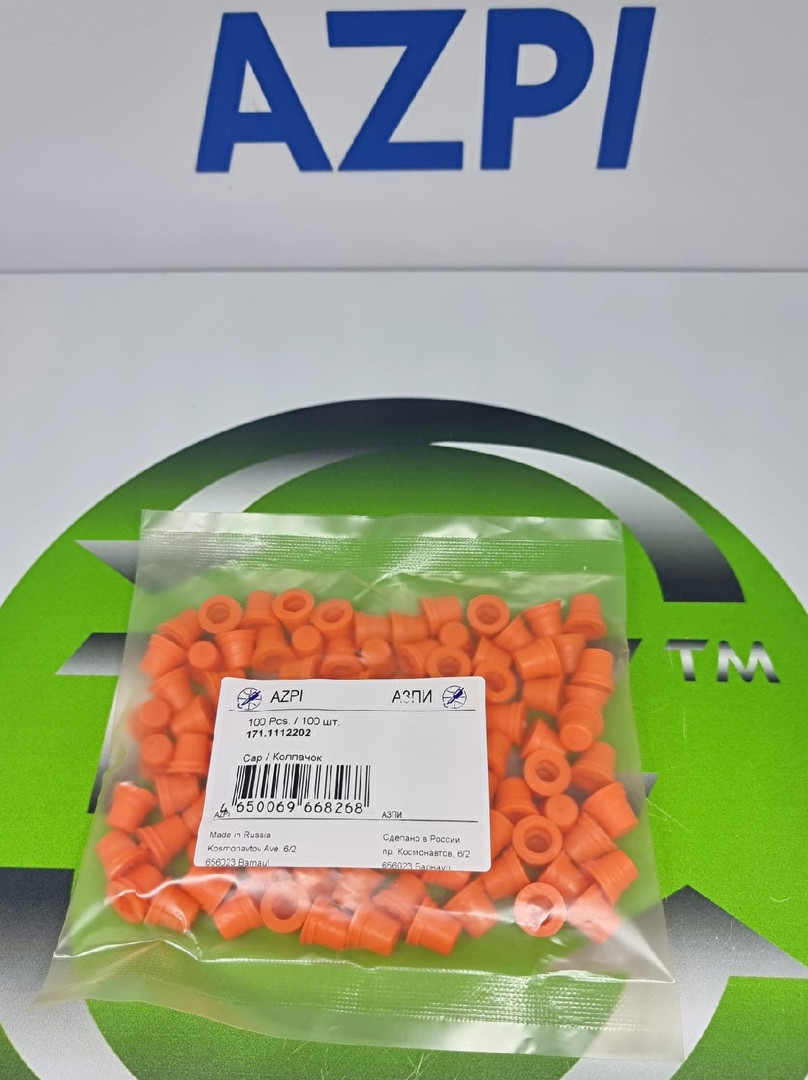 AZPI
TM
AZPI АЗПИ
100 Pcs. / 100 шт.
171.1112202
Cap / Колпачок
4 650069 668268
AZPI АЗПИ
Made in Russia Сделано в России
Kosmonavtov Ave. 6/2 пр. Космонавтов, 6/2
656023 Barnaul 656023 Барнаул